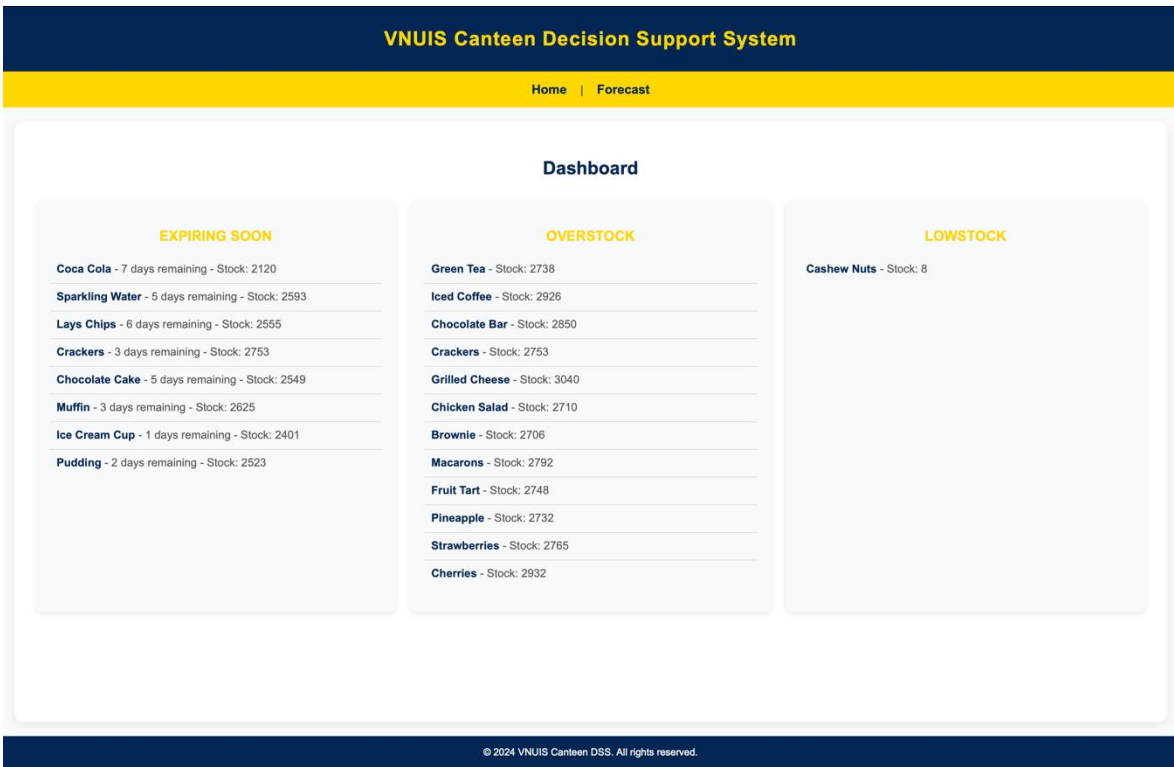 VNUIS Canteen Decision Support System
Home | Forecast
Dashboard
EXPIRING SOON
Coca Cola - 7 days remaining - Stock: 2120
Sparkling Water - 5 days remaining - Stock: 2593
Lays Chips - 6 days remaining - Stock: 2555
Crackers - 3 days remaining - Stock: 2753
Chocolate Cake - 5 days remaining - Stock: 2549
Muffin - 3 days remaining - Stock: 2625
Ice Cream Cup - 1 days remaining - Stock: 2401
Pudding - 2 days remaining - Stock: 2523
OVERSTOCK
Green Tea - Stock: 2738
Iced Coffee - Stock: 2926
Chocolate Bar - Stock: 2850
Crackers - Stock: 2753
Grilled Cheese - Stock: 3040
Chicken Salad - Stock: 2710
Brownie - Stock: 2706
Macarons - Stock: 2792
Fruit Tart - Stock: 2748
Pineapple - Stock: 2732
Strawberries - Stock: 2765
Cherries - Stock: 2932
LOWSTOCK
Cashew Nuts - Stock: 8
© 2024 VNUIS Canteen DSS. All rights reserved.